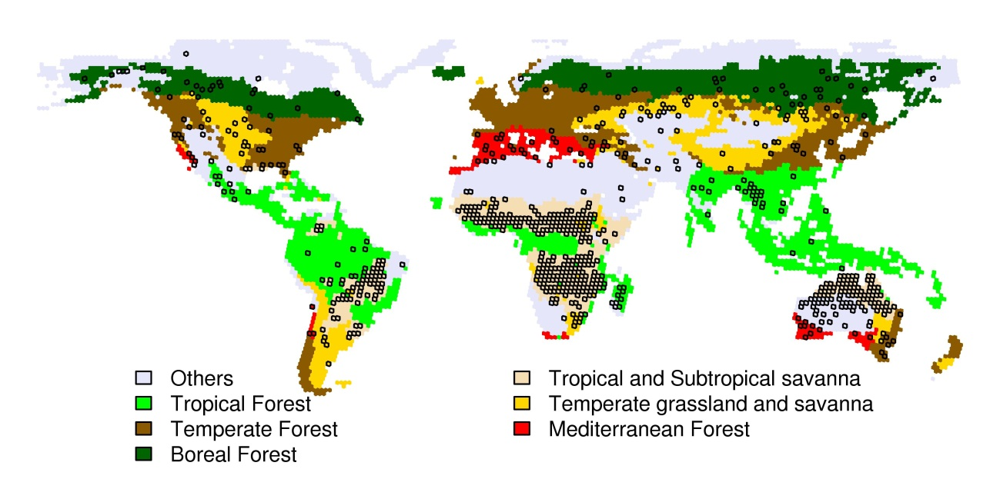 Others
Tropical Forest
Temperate Forest
Boreal Forest
Tropical and Subtropical savanna
Temperate grassland and savanna
Mediterranean Forest